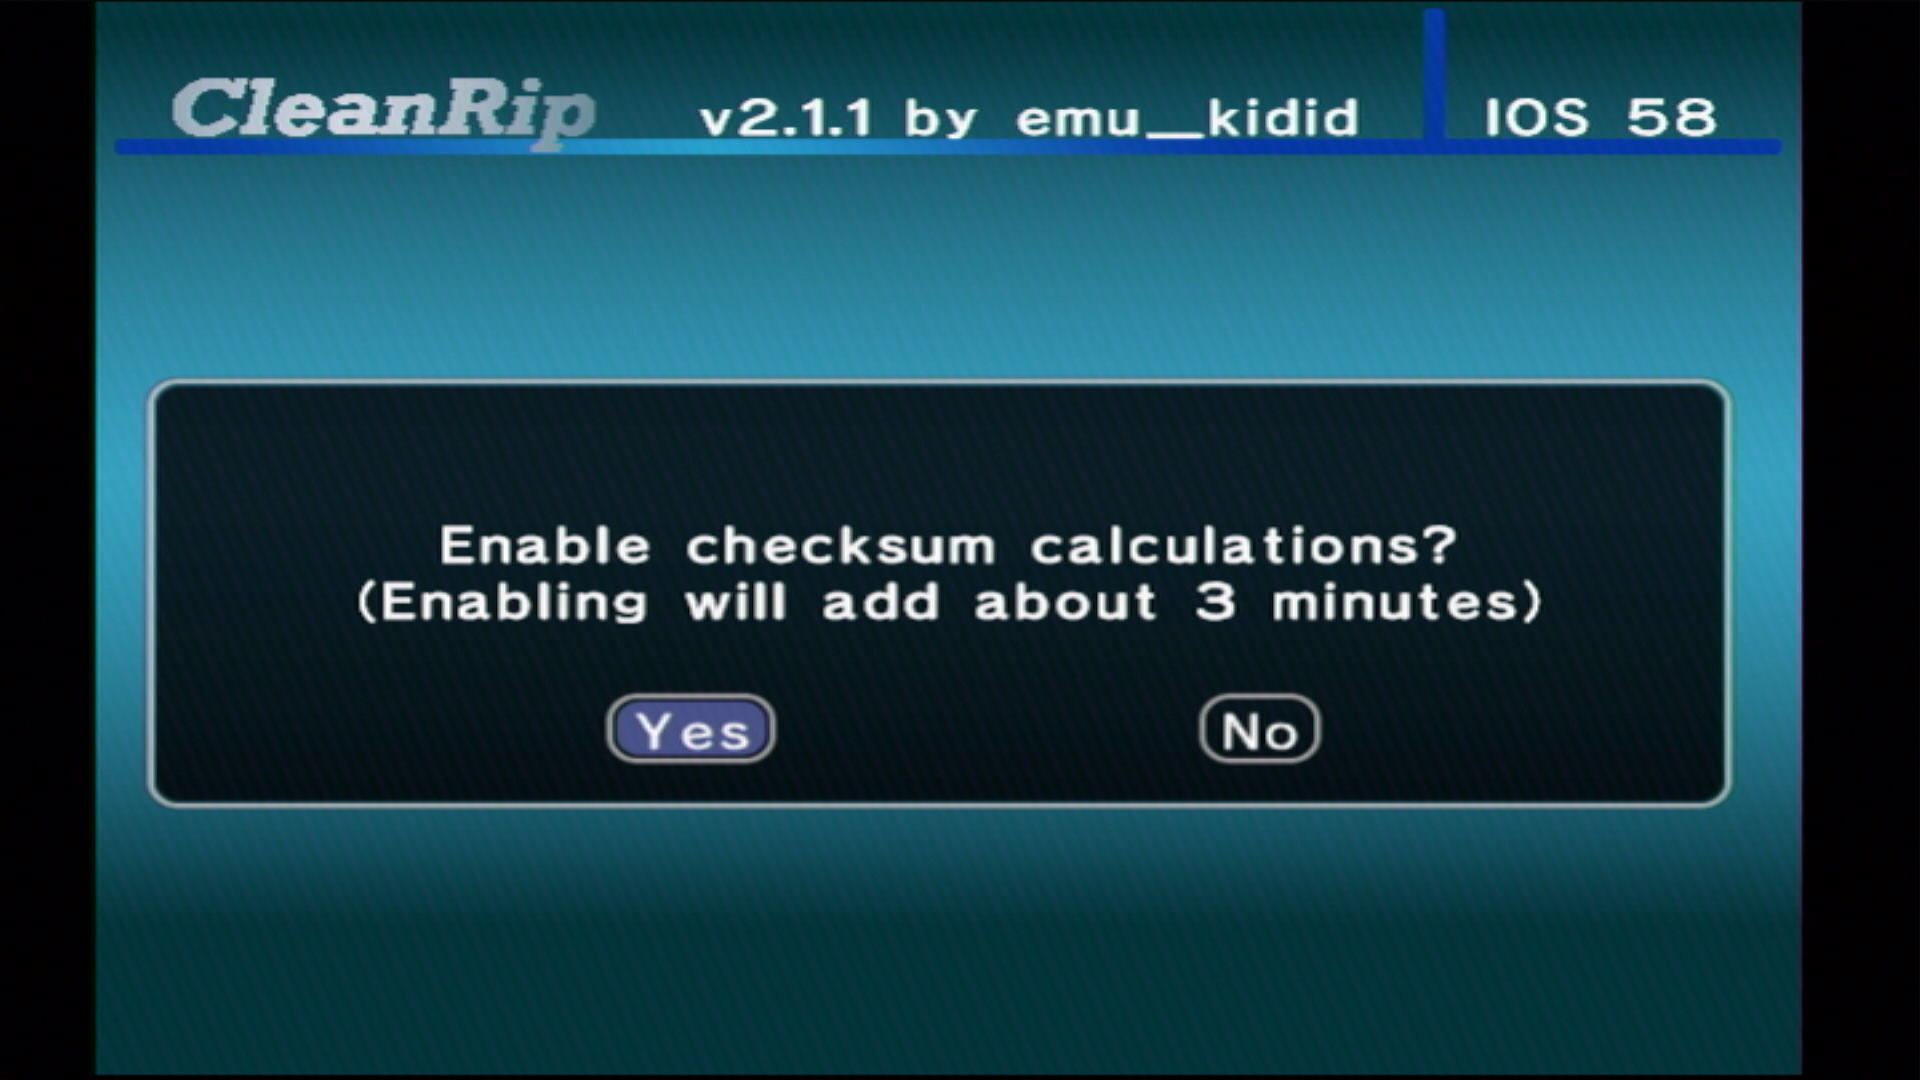 CleanRip v2.1.1 by emu_kidid IOS 58
Enable checksum calculations?
(Enabling will add about 3 minutes)
Yes No